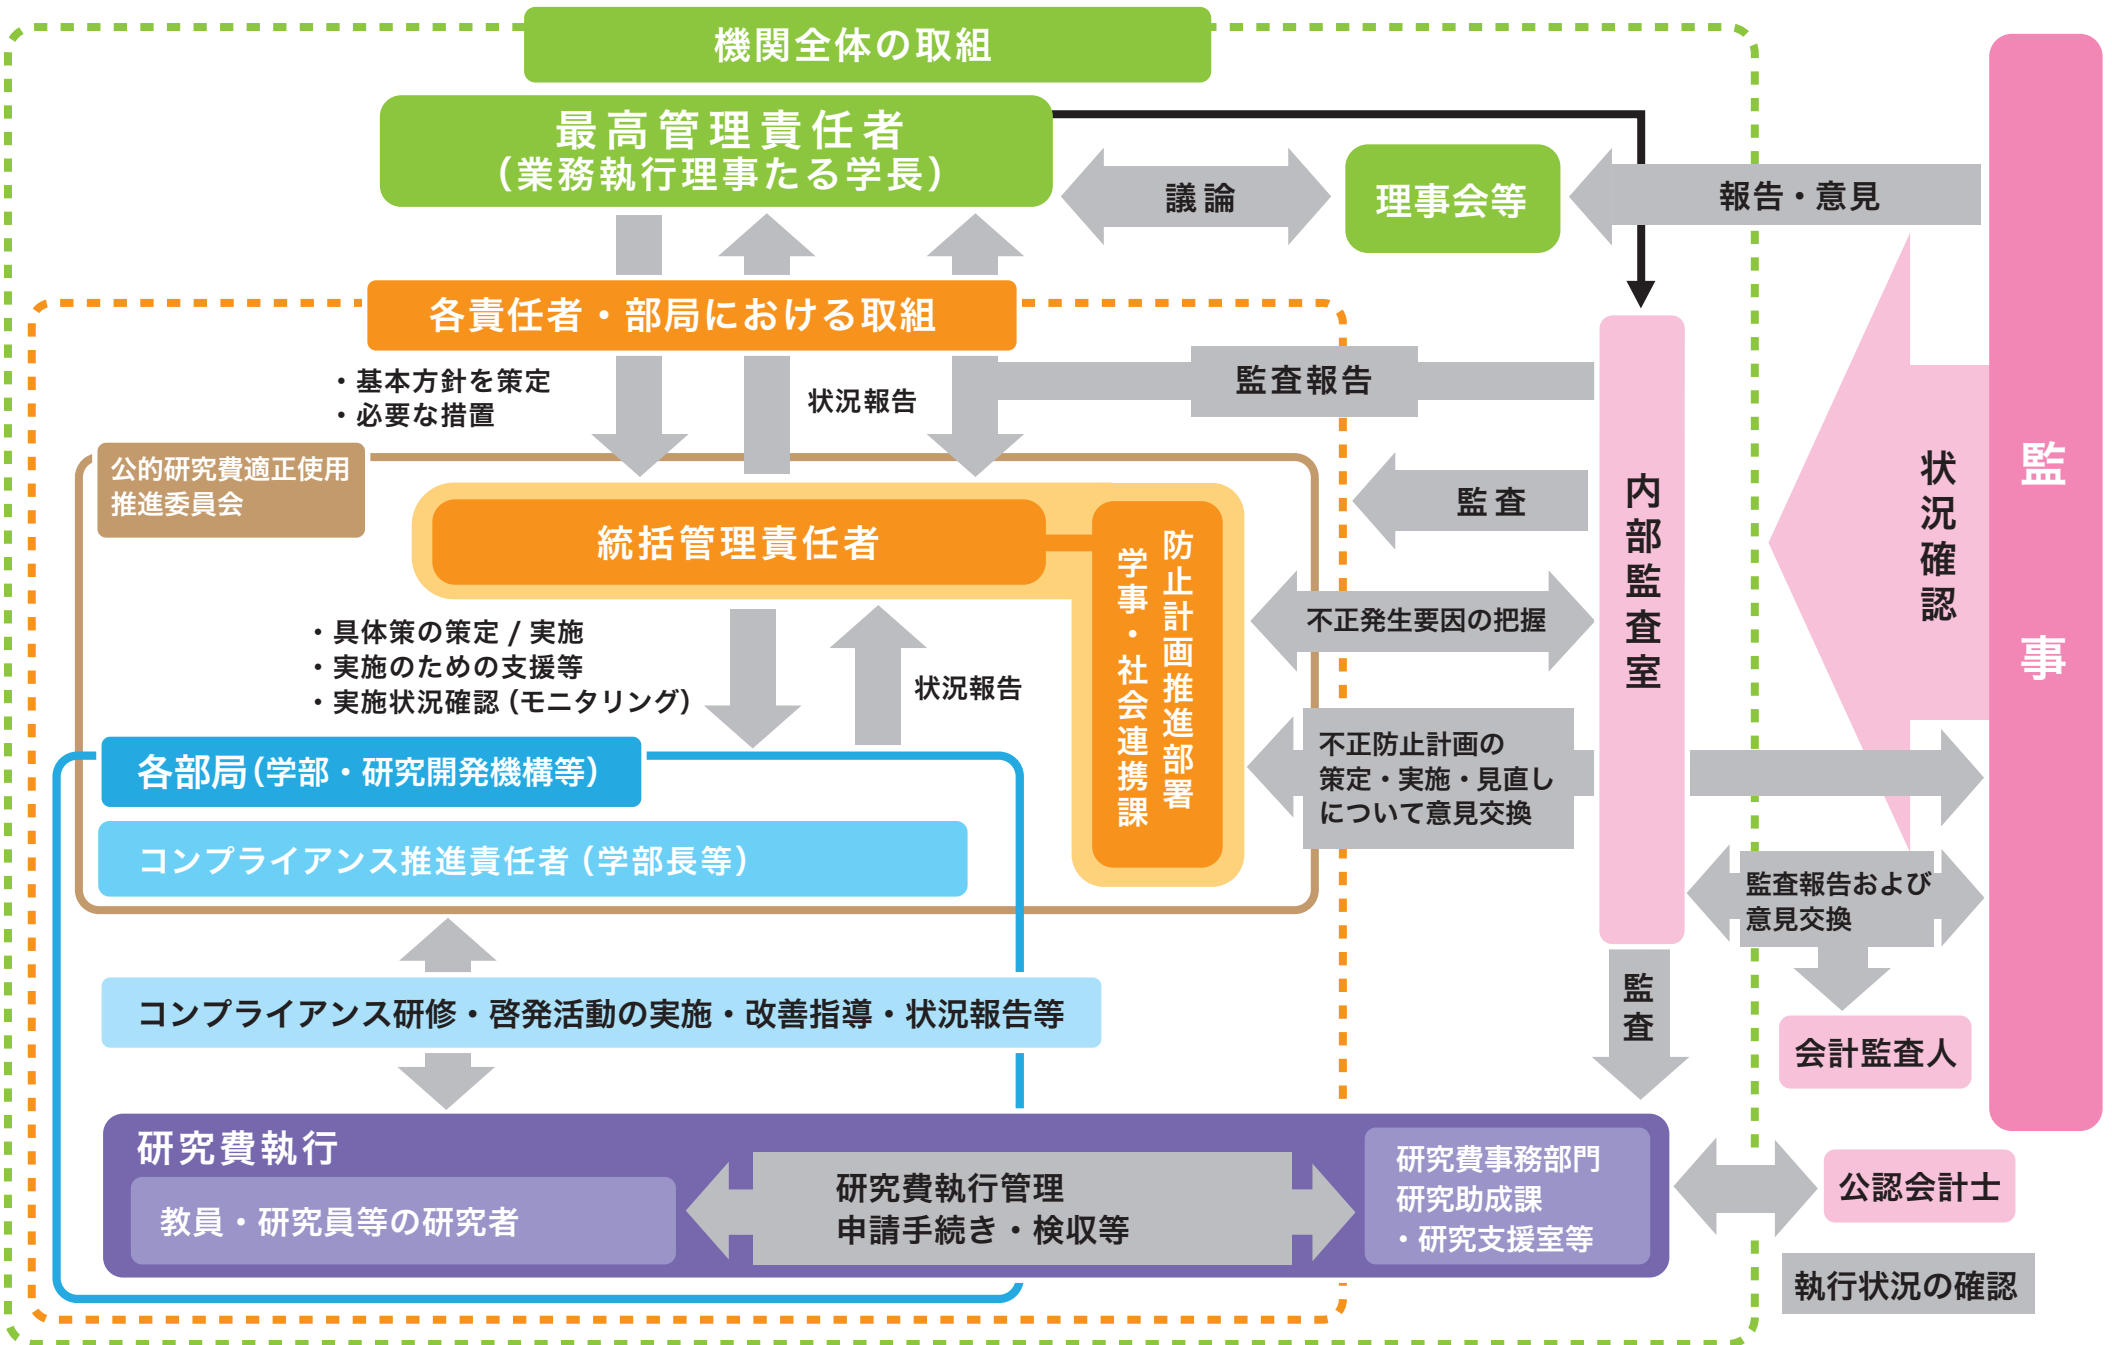 機関全体の取組
最高管理責任者
（業務執行理事たる学長）
議論
理事会等
報告・意見
各責任者・部局における取組
・基本方針を策定
・必要な措置
状況報告
監査報告
公的研究費適正使用
推進委員会
統括管理責任者
防止計画推進部署
学事・社会連携課
監査
内部監査室
状況確認
監事
不正発生要因の把握
・具体策の策定 / 実施
・実施のための支援等
・実施状況確認（モニタリング）
状況報告
不正防止計画の
策定・実施・見直し
について意見交換
各部局（学部・研究開発機構等）
コンプライアンス推進責任者（学部長等）
監査報告および
意見交換
コンプライアンス研修・啓発活動の実施・改善指導・状況報告等
監査
会計監査人
研究費執行
教員・研究員等の研究者
研究費執行管理
申請手続き・検収等
研究費事務部門
研究助成課
・研究支援室等
公認会計士
執行状況の確認